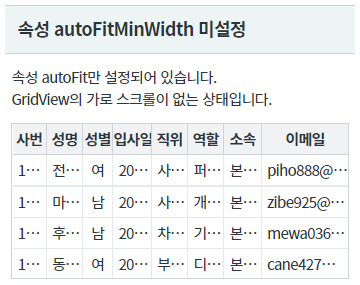 속성 autoFitMinWidth 미설정
속성 autoFit만 설정되어 있습니다.
GridView의 가로 스크롤이 없는 상태입니다.
사번 성명 성별 입사일 직위 역할 소속 이메일
1··· 전··· 여 20··· 사··· 퍼··· 본··· piho888@···
1··· 마··· 남 20··· 사··· 개··· 본··· zibe925@···
1··· 후··· 남 20··· 차··· 기··· 본··· mewa036···
1··· 동··· 여 20··· 부··· 디··· 본··· cane427···